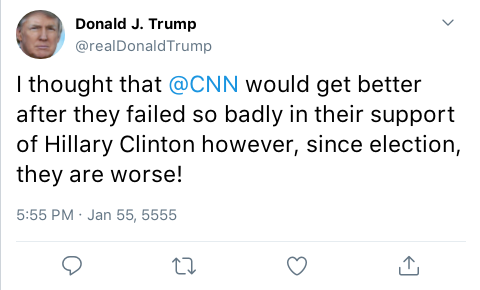 Donald J. Trump
@realDonaldTrump
I thought that @CNN would get better
after they failed so badly in their support
of Hillary Clinton however, since election,
they are worse!
5:55 PM · Jan 55, 5555